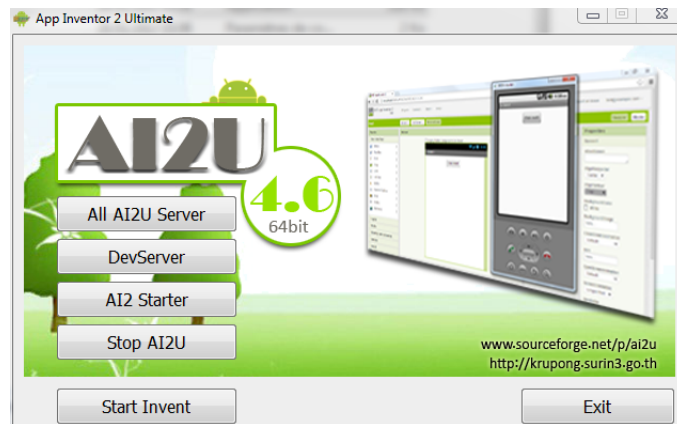 App Inventor 2 Ultimate
AI2U
4.6
64bit
All AI2U Server
DevServer
AI2 Starter
Stop AI2U
www.sourceforge.net/p/ai2u
http://krupong.surin3.go.th
Start Invent
Exit